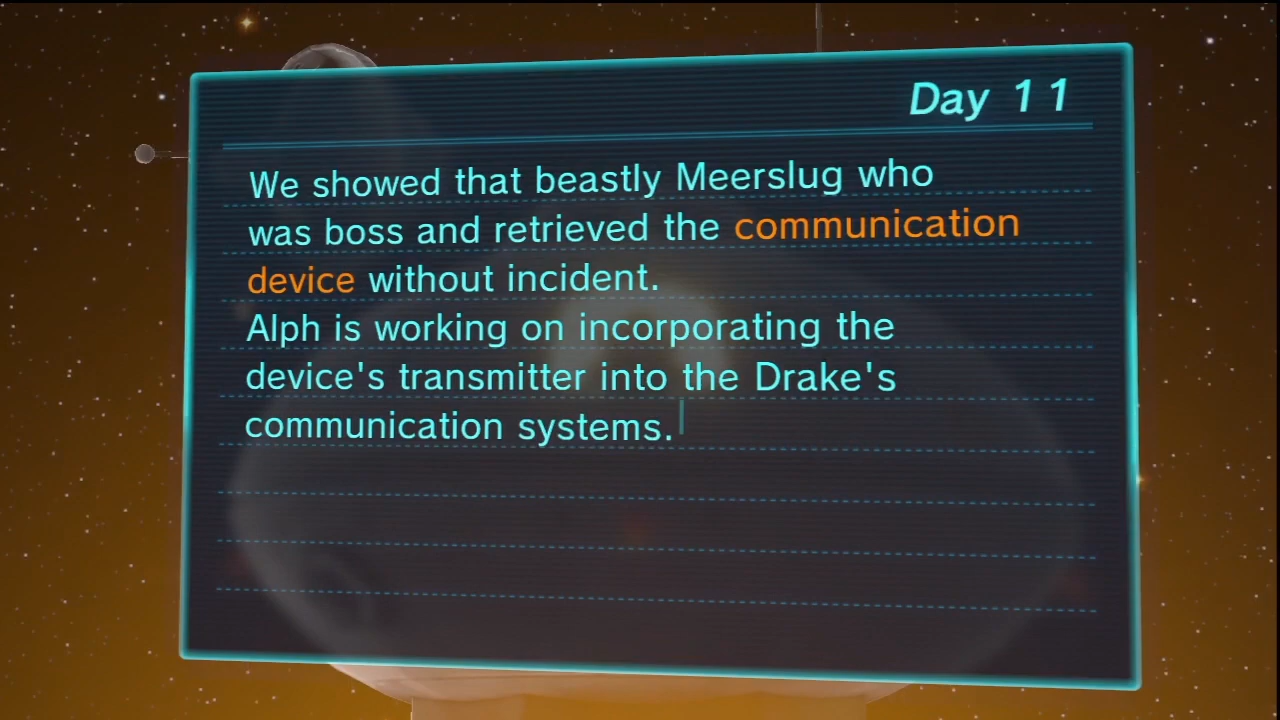 Day 11
We showed that beastly Meerslug who
was boss and retrieved the communication
device without incident.
Alph is working on incorporating the
device's transmitter into the Drake's
communication systems.